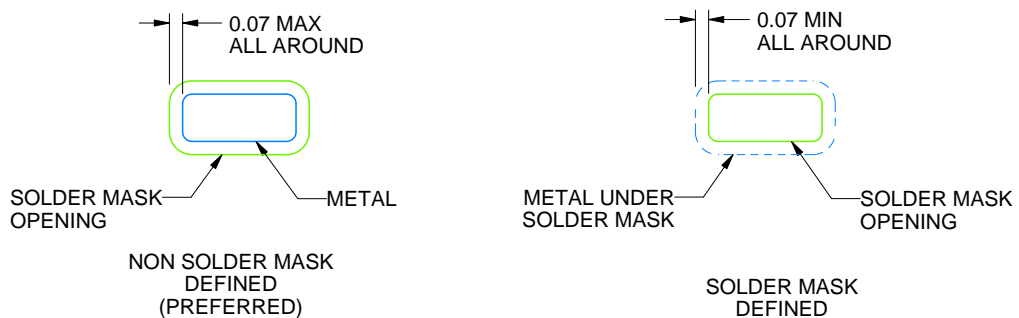 0.07 MAX
ALL AROUND
SOLDER MASK
OPENING
METAL
NON SOLDER MASK
DEFINED
(PREFERRED)
0.07 MIN
ALL AROUND
METAL UNDER
SOLDER MASK
SOLDER MASK
OPENING
SOLDER MASK
DEFINED